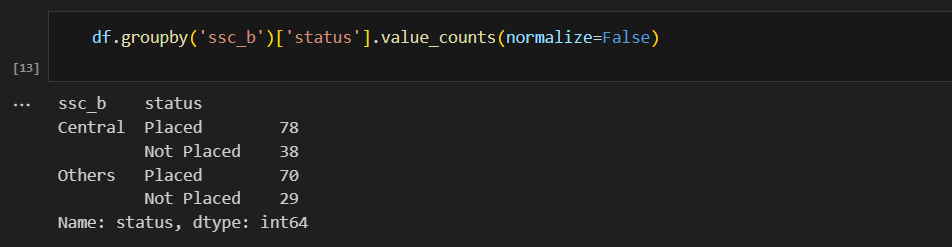 df.groupby('ssc_b')['status'].value_counts(normalize=False)
[13]
... ssc_b    status
Central  Placed        78
         Not Placed    38
Others   Placed        70
         Not Placed    29
Name: status, dtype: int64